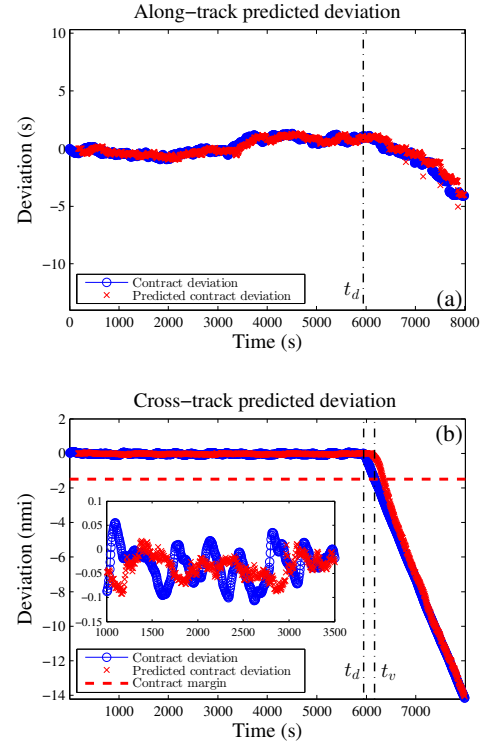 Along−track predicted deviation
10
5
0
−5
−10
Deviation (s)
Contract deviation
Predicted contract deviation
t_d
(a)
0 1000 2000 3000 4000 5000 6000 7000 8000
Time (s)
Cross−track predicted deviation
2
0
−2
−4
−6
−8
−10
−12
−14
Deviation (nmi)
(b)
0.1
0.05
0
−0.05
−0.1
−0.15
1000 1500 2000 2500 3000 3500
Contract deviation
Predicted contract deviation
Contract margin
t_d t_v
1000 2000 3000 4000 5000 6000 7000
Time (s)